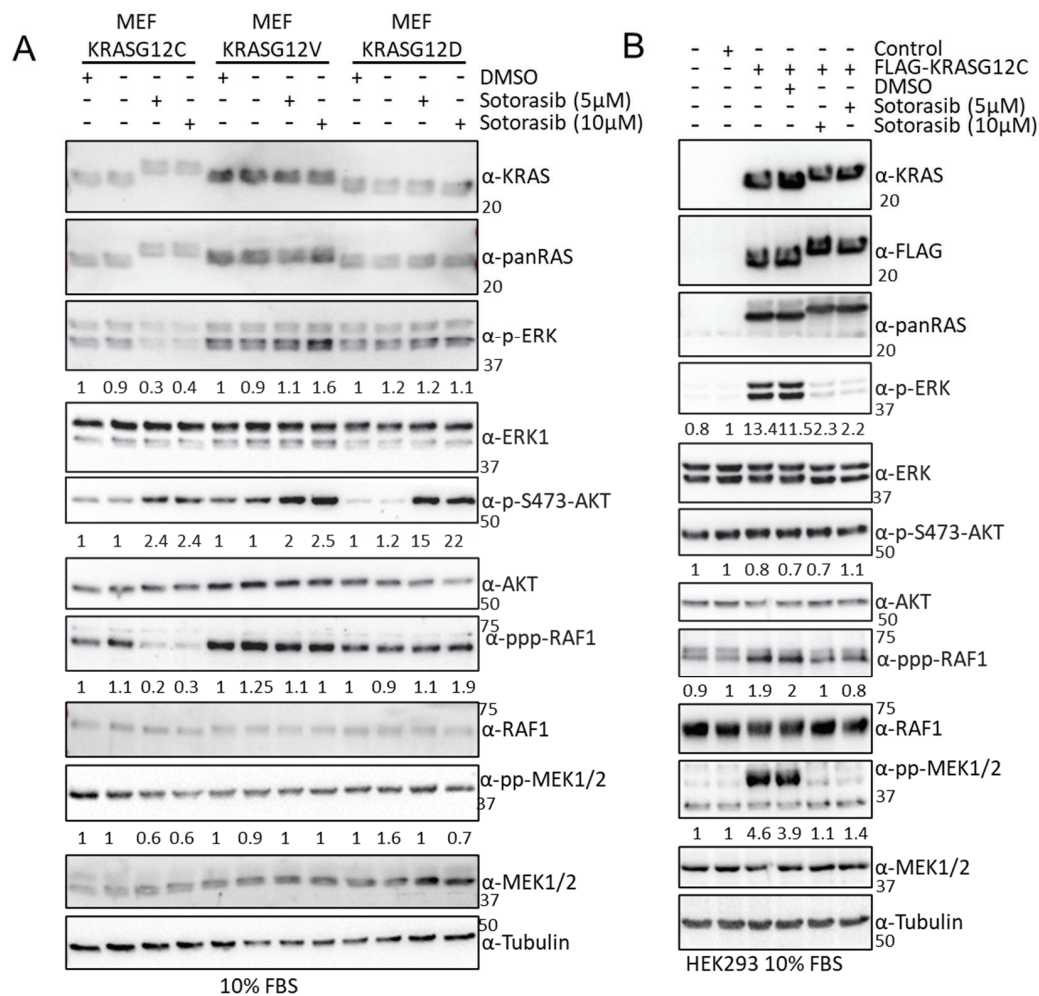 A
MEF MEF MEF
KRASG12C KRASG12V KRASG12D
+ - - - + - - - + - - - DMSO
- - + - - - + - - - + - Sotorasib (5µM)
- - - + - - - + - - - + Sotorasib (10µM)
α-KRAS
20
α-panRAS
20
α-p-ERK
37
1 0.9 0.3 0.4 1 0.9 1.1 1.6 1 1.2 1.2 1.1
α-ERK1
37
α-p-S473-AKT
50
1 1 2.4 2.4 1 1 2 2.5 1 1.2 15 22
α-AKT
50
75
α-ppp-RAF1
1 1.1 0.2 0.3 1 1.25 1.1 1 1 0.9 1.1 1.9
75
α-RAF1
α-pp-MEK1/2
37
1 1 0.6 0.6 1 0.9 1 1 1 1.6 1 0.7
α-MEK1/2
37
50
α-Tubulin
10% FBS
B
- + - - - - Control
- - + + + + FLAG-KRASG12C
- - - + - - DMSO
- - - - - + Sotorasib (5µM)
- - - - + - Sotorasib (10µM)
α-KRAS
20
α-FLAG
20
α-panRAS
20
α-p-ERK
37
0.8 1 13.411.52.3 2.2
α-ERK
37
α-p-S473-AKT
50
1 1 0.8 0.7 0.7 1.1
α-AKT
50
75
α-ppp-RAF1
0.9 1 1.9 2 1 0.8
75
α-RAF1
α-pp-MEK1/2
37
1 1 4.6 3.9 1.1 1.4
α-MEK1/2
37
α-Tubulin
50
HEK293 10% FBS